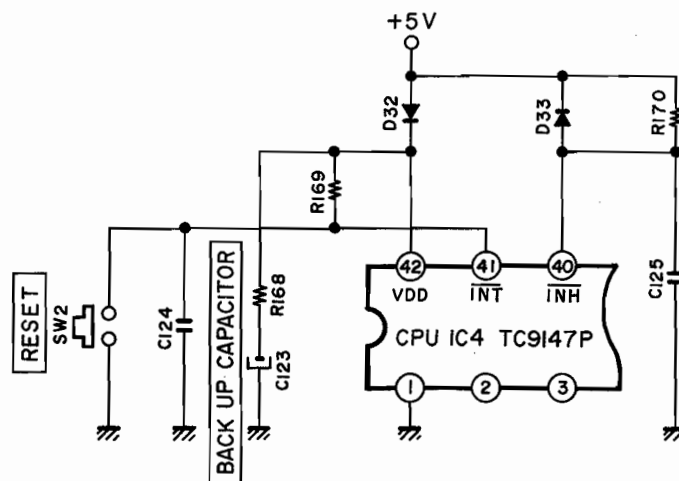 +5V
D32
D33
R170
R169
42
41
40
VDD
INT
INH
C125
RESET
SW2
C124
BACK UP CAPACITOR
R168
C123
CPU iC4 TC9147P
1
2
3